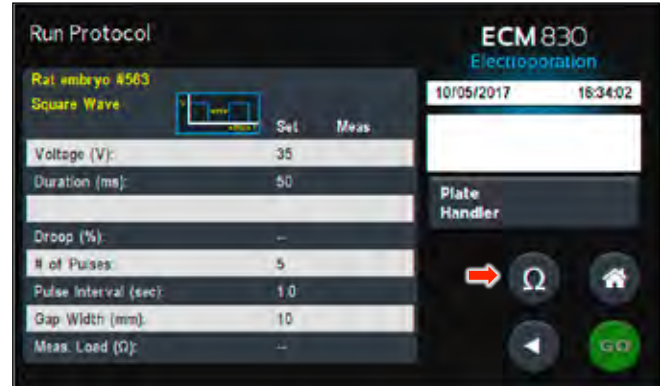 Run Protocol
Rat embryo #563
Square Wave
Set Meas
Voltage (V): 35
Duration (ms): 50
Droop (%): --
# of Pulses: 5
Pulse Interval (sec): 1.0
Gap Width (mm): 10
Meas. Load (Ω): --
ECM 830
Electroporation
10/05/2017 16:34:02
Plate
Handler
Ω
GO